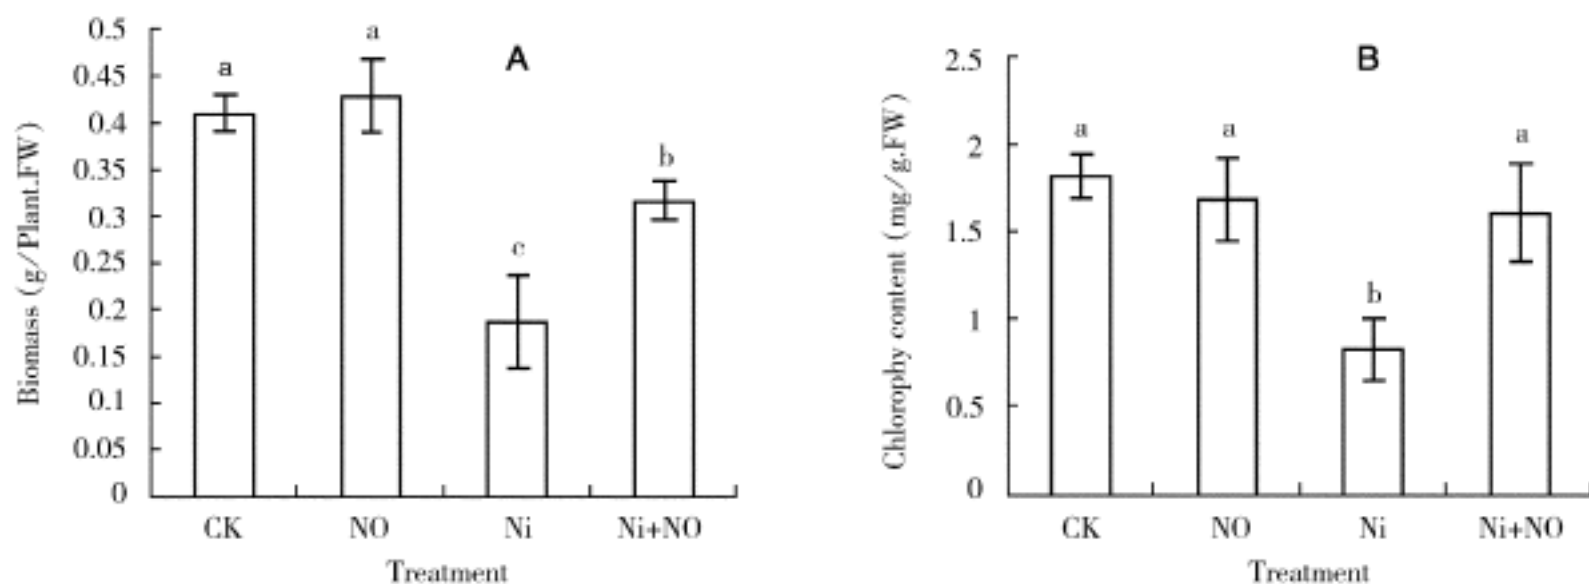 A
Biomass (g/Plant.FW)
0.5
0.45
0.4
0.35
0.3
0.25
0.2
0.15
0.1
0.05
0
a
a
c
b
CK NO Ni Ni+NO
Treatment
B
Chlorophy content (mg/g.FW)
2.5
2
1.5
1
0.5
0
a
a
b
a
CK NO Ni Ni+NO
Treatment